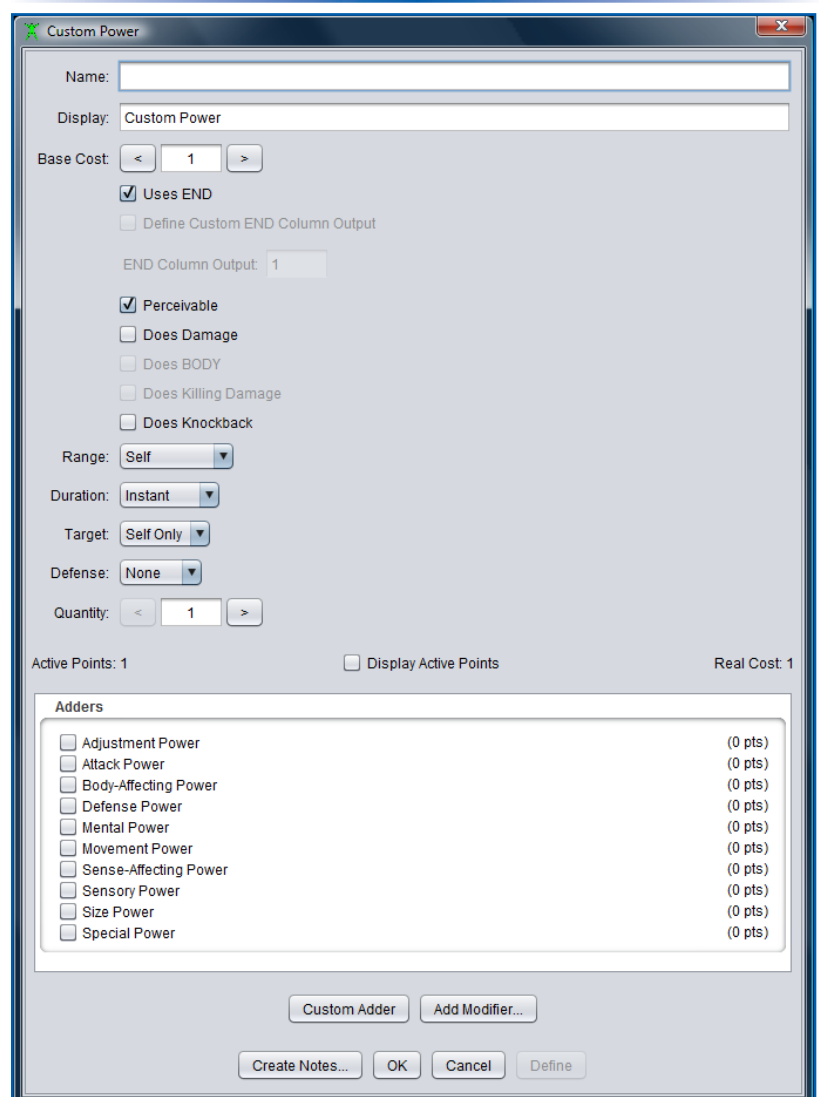 Custom Power
Name:
Display: Custom Power
Base Cost: < 1 >
Uses END
Define Custom END Column Output
END Column Output: 1
Perceivable
Does Damage
Does BODY
Does Killing Damage
Does Knockback
Range: Self
Duration: Instant
Target: Self Only
Defense: None
Quantity: < 1 >
Active Points: 1 Display Active Points Real Cost: 1
Adders
Adjustment Power (0 pts)
Attack Power (0 pts)
Body-Affecting Power (0 pts)
Defense Power (0 pts)
Mental Power (0 pts)
Movement Power (0 pts)
Sense-Affecting Power (0 pts)
Sensory Power (0 pts)
Size Power (0 pts)
Special Power (0 pts)
Custom Adder Add Modifier...
Create Notes... OK Cancel Define